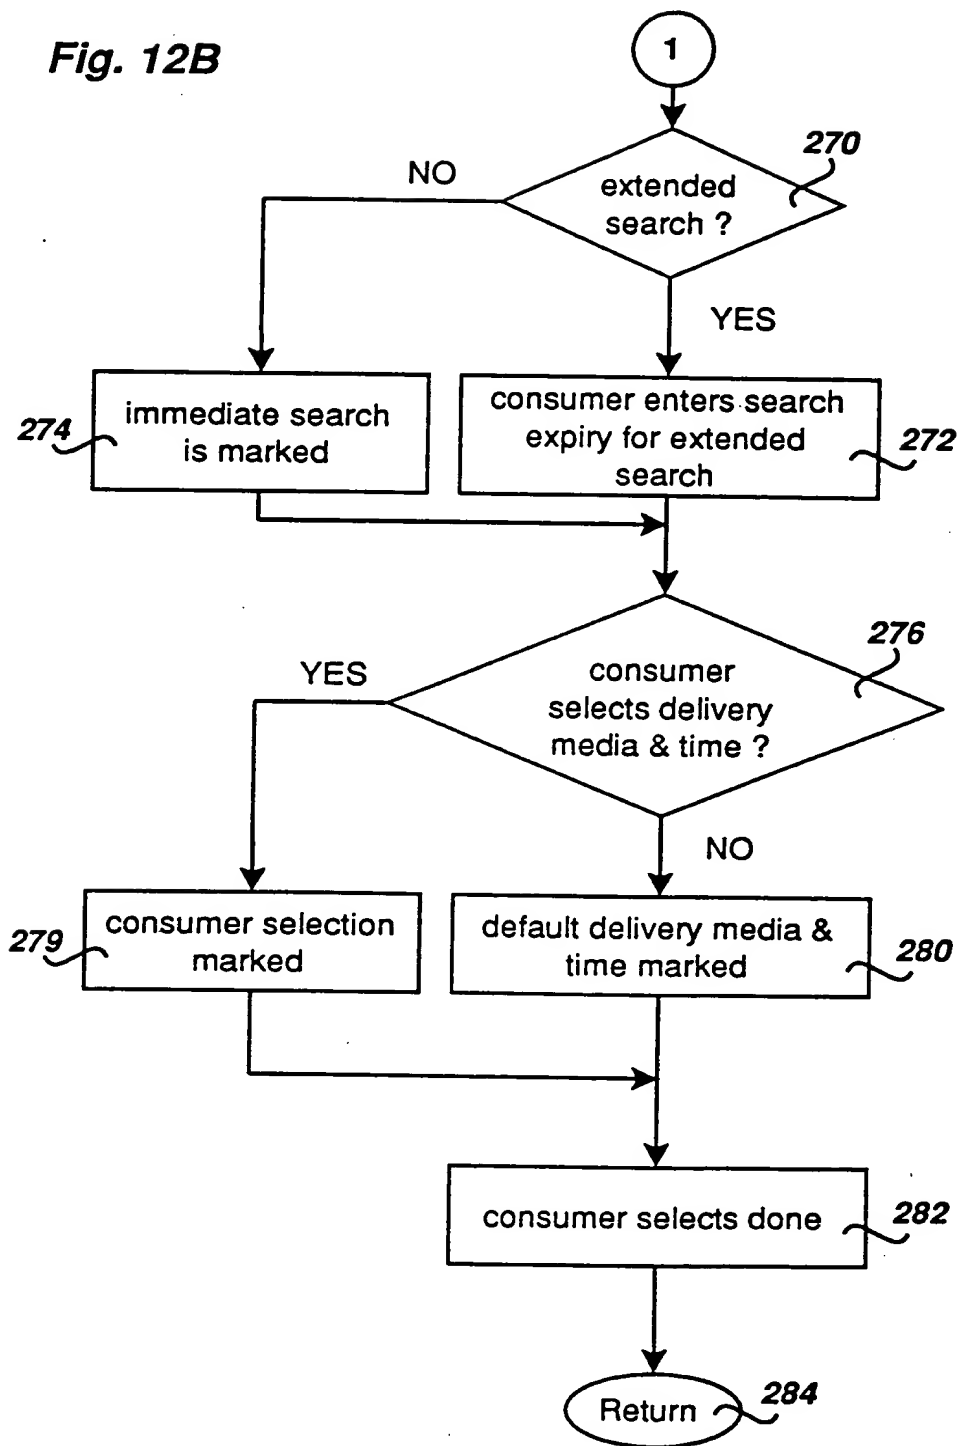 Fig. 12B
1
270
extended
search ?
NO
YES
274
immediate search
is marked
consumer enters search
expiry for extended
search
272
276
consumer
selects delivery
media & time ?
YES
NO
279
consumer selection
marked
default delivery media &
time marked
280
consumer selects done
282
Return
284